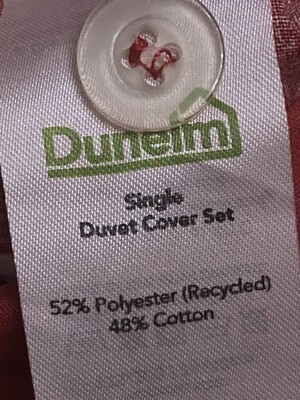 Dunelm
Single
Duvet Cover Set
52% Polyester (Recycled)
48% Cotton